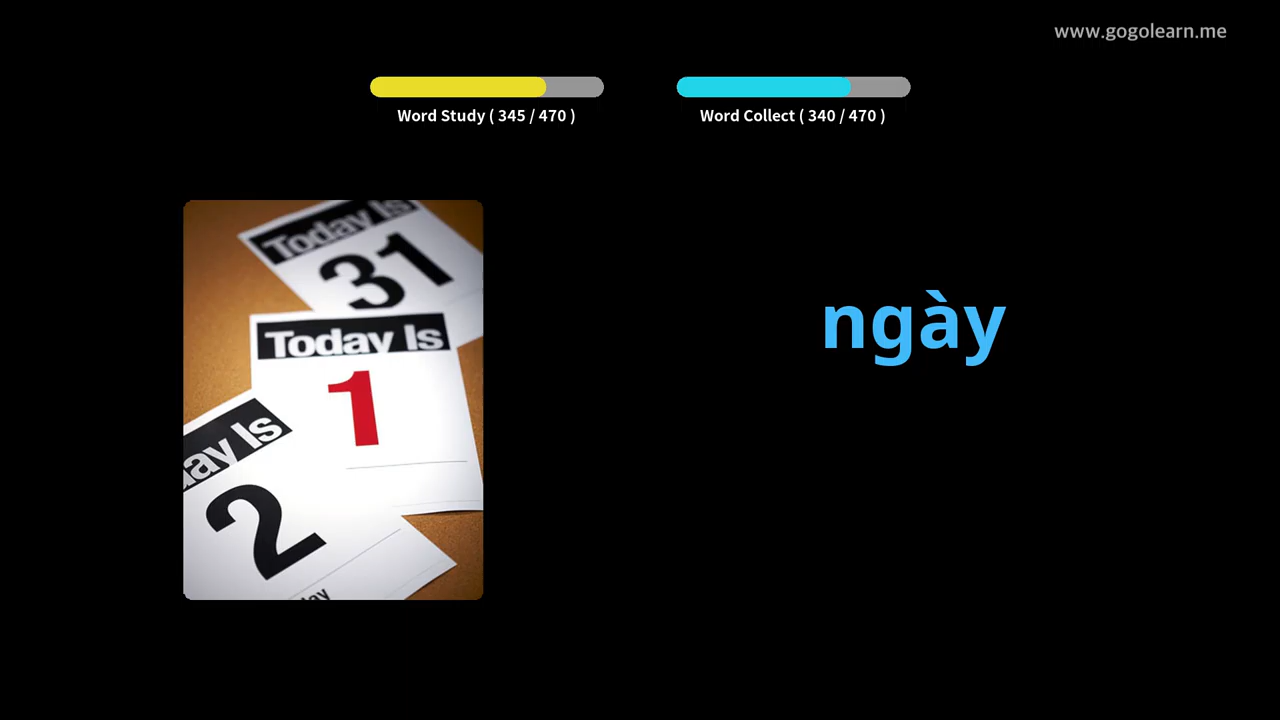 www.gogolearn.me
Word Study ( 345 / 470 )
Word Collect ( 340 / 470 )
Today Is
31
Today Is
1
ay Is
2
ay
ngày